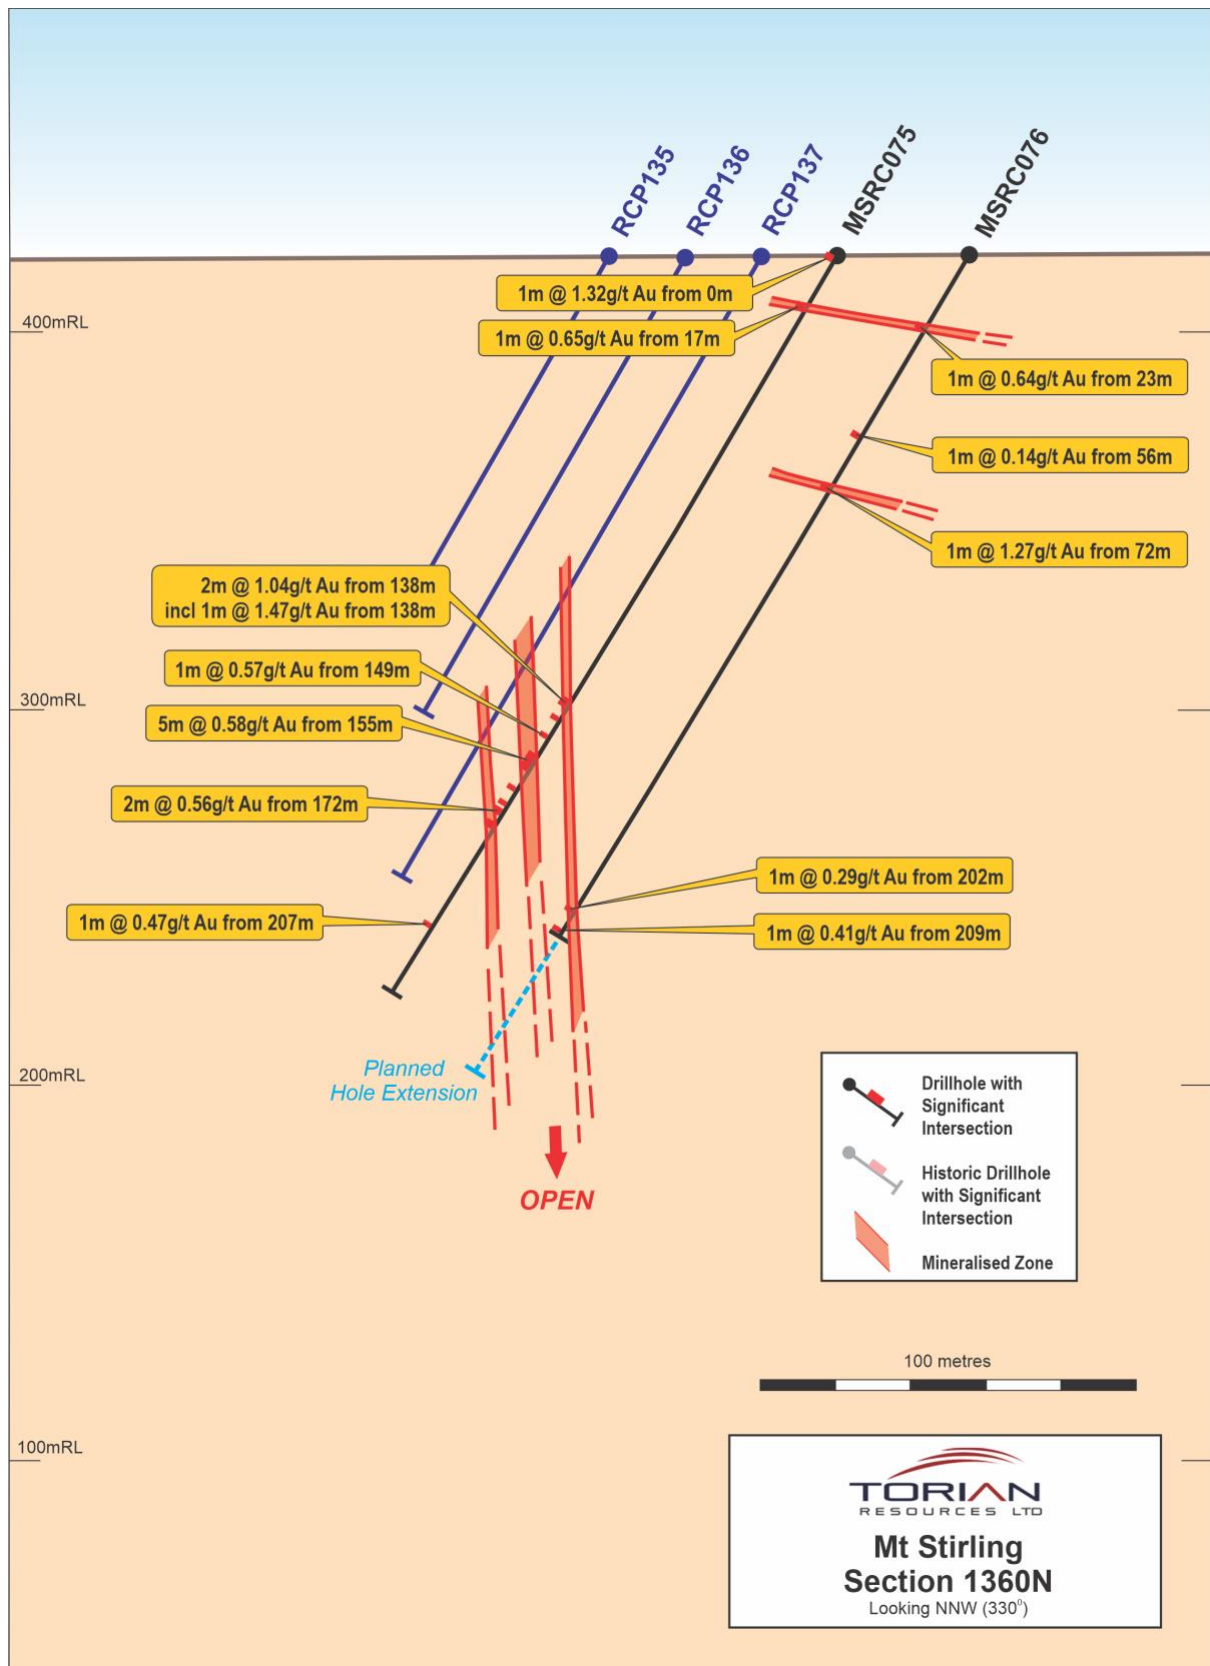 RCP135
RCP136
RCP137
MSRC075
MSRC076
1m @ 1.32g/t Au from 0m
400mRL
1m @ 0.65g/t Au from 17m
1m @ 0.64g/t Au from 23m
1m @ 0.14g/t Au from 56m
1m @ 1.27g/t Au from 72m
2m @ 1.04g/t Au from 138m
incl 1m @ 1.47g/t Au from 138m
1m @ 0.57g/t Au from 149m
300mRL
5m @ 0.58g/t Au from 155m
2m @ 0.56g/t Au from 172m
1m @ 0.29g/t Au from 202m
1m @ 0.47g/t Au from 207m
1m @ 0.41g/t Au from 209m
Planned
Hole Extension
200mRL
OPEN
Drillhole with
Significant
Intersection
Historic Drillhole
with Significant
Intersection
Mineralised Zone
100 metres
100mRL
TORIAN
RESOURCES LTD
Mt Stirling
Section 1360N
Looking NNW (330⁰)